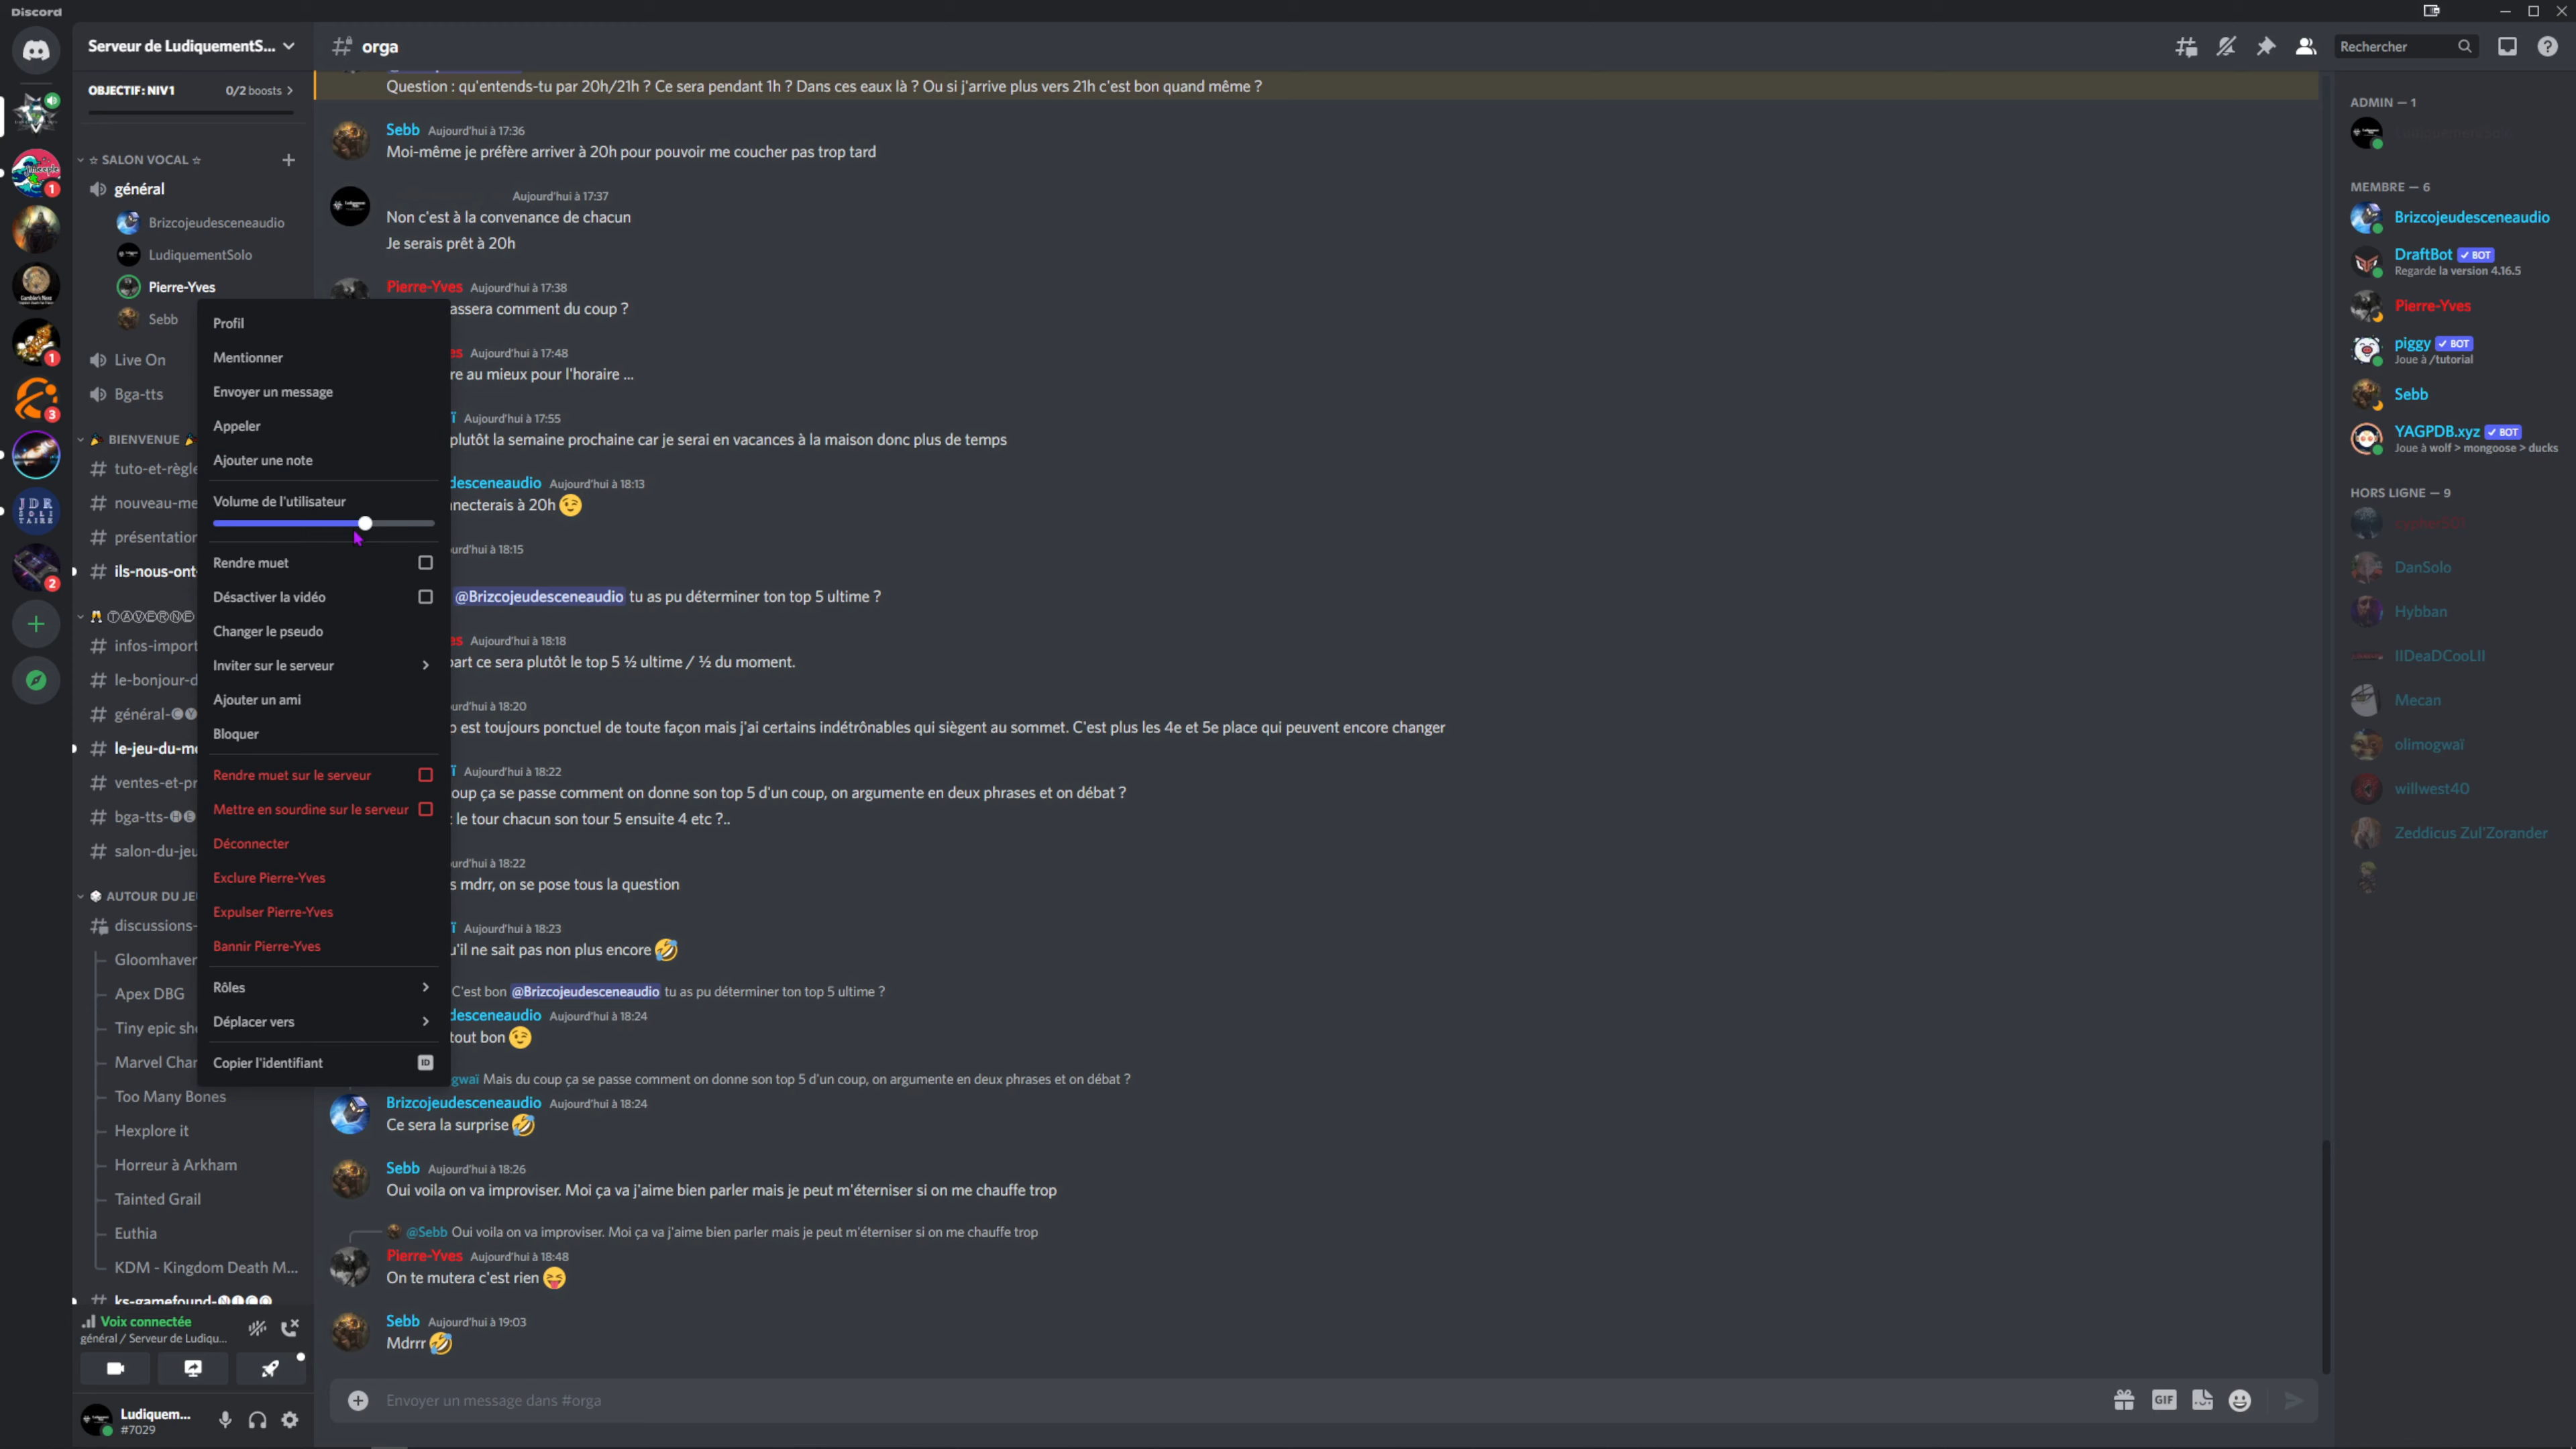 Discord
Serveur de LudiquementS...
OBJECTIF: NIV 1
0/2 boosts
☆ SALON VOCAL ☆
général
Brizcojeudesceneaudio
LudiquementSolo
Pierre-Yves
Sebb
Live On
Bga-tts
BIENVENUE
tuto-et-règle
nouveau-me
présentation
ils-nous-ont-
ⓉⒶⓋⒺⓇⓃⒺ
infos-import
le-bonjour-d
général-🅒🅨
le-jeu-du-mo
ventes-et-pr
bga-tts-🅗🅔
salon-du-jeu
AUTOUR DU JE
discussions-
Gloomhaven
Apex DBG
Tiny epic
Marvel Cham
Too Many Bones
Hexplore it
Horreur à Arkham
Tainted Grail
Euthia
KDM - Kingdom Death M...
ks-gamefound-🅝🅘🅒🅞
Voix connectée
général / Serveur de Ludiqu...
Ludiquem...
#7029
Profil
Mentionner
Envoyer un message
Appeler
Ajouter une note
Volume de l'utilisateur
Rendre muet
Désactiver la vidéo
Changer le pseudo
Inviter sur le serveur
Ajouter un ami
Bloquer
Rendre muet sur le serveur
Mettre en sourdine sur le serveur
Déconnecter
Exclure Pierre-Yves
Expulser Pierre-Yves
Bannir Pierre-Yves
Rôles
Déplacer vers
Copier l'identifiant
ID
orga
Rechercher
Question : qu'entends-tu par 20h/21h ? Ce sera pendant 1h ? Dans ces eaux là ? Ou si j'arrive plus vers 21h c'est bon quand même ?
Sebb Aujourd'hui à 17:36
Moi-même je préfère arriver à 20h pour pouvoir me coucher pas trop tard
Aujourd'hui à 17:37
Non c'est à la convenance de chacun
Je serais prêt à 20h
Pierre-Yves Aujourd'hui à 17:38
assera comment du coup ?
es Aujourd'hui à 17:48
re au mieux pour l'horaire ...
ï Aujourd'hui à 17:55
plutôt la semaine prochaine car je serai en vacances à la maison donc plus de temps
desceneaudio Aujourd'hui à 18:13
nnecterais à 20h 😉
urd'hui à 18:15
@Brizcojeudesceneaudio tu as pu déterminer ton top 5 ultime ?
es Aujourd'hui à 18:18
part ce sera plutôt le top 5 ½ ultime / ½ du moment.
urd'hui à 18:20
est toujours ponctuel de toute façon mais j'ai certains indétrônables qui siègent au sommet. C'est plus les 4e et 5e place qui peuvent encore changer
ï Aujourd'hui à 18:22
oup ça se passe comment on donne son top 5 d'un coup, on argumente en deux phrases et on débat ?
le tour chacun son tour 5 ensuite 4 etc ?..
urd'hui à 18:22
s mdrr, on se pose tous la question
ï Aujourd'hui à 18:23
u'il ne sait pas non plus encore 🤣
C'est bon @Brizcojeudesceneaudio tu as pu déterminer ton top 5 ultime ?
desceneaudio Aujourd'hui à 18:24
tout bon 😉
gwaï Mais du coup ça se passe comment on donne son top 5 d'un coup, on argumente en deux phrases et on débat ?
Brizcojeudesceneaudio Aujourd'hui à 18:24
Ce sera la surprise 🤣
Sebb Aujourd'hui à 18:26
Oui voila on va improviser. Moi ça va j'aime bien parler mais je peut m'éterniser si on me chauffe trop
@Sebb Oui voila on va improviser. Moi ça va j'aime bien parler mais je peut m'éterniser si on me chauffe trop
Pierre-Yves Aujourd'hui à 18:48
On te mutera c'est rien 😝
Sebb Aujourd'hui à 19:03
Mdrrr 🤣
Envoyer un message dans #orga
GIF
ADMIN — 1
MEMBRE — 6
Brizcojeudesceneaudio
DraftBot ✓ BOT
Regarde la version 4.16.5
Pierre-Yves
piggy ✓ BOT
Joue à /tutorial
Sebb
YAGPDB.xyz ✓ BOT
Joue à wolf > mongoose > ducks
HORS LIGNE — 9
DanSolo
Hybban
IIDeaDCooLII
Mecan
olimogwaï
willwest40
Zeddicus Zul'Zorander